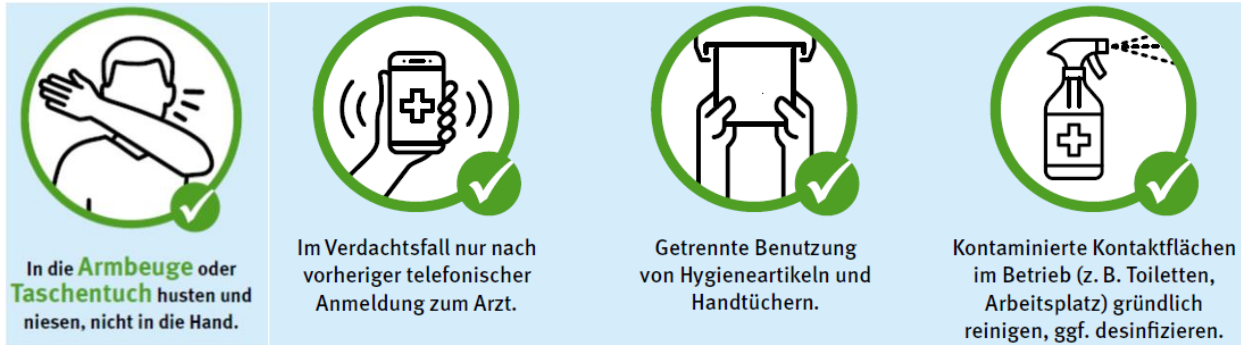 In die Armbeuge oder
Taschentuch husten und
niesen, nicht in die Hand.
Im Verdachtsfall nur nach
vorheriger telefonischer
Anmeldung zum Arzt.
Getrennte Benutzung
von Hygieneartikeln und
Handtüchern.
Kontaminierte Kontaktflächen
im Betrieb (z. B. Toiletten,
Arbeitsplatz) gründlich
reinigen, ggf. desinfizieren.